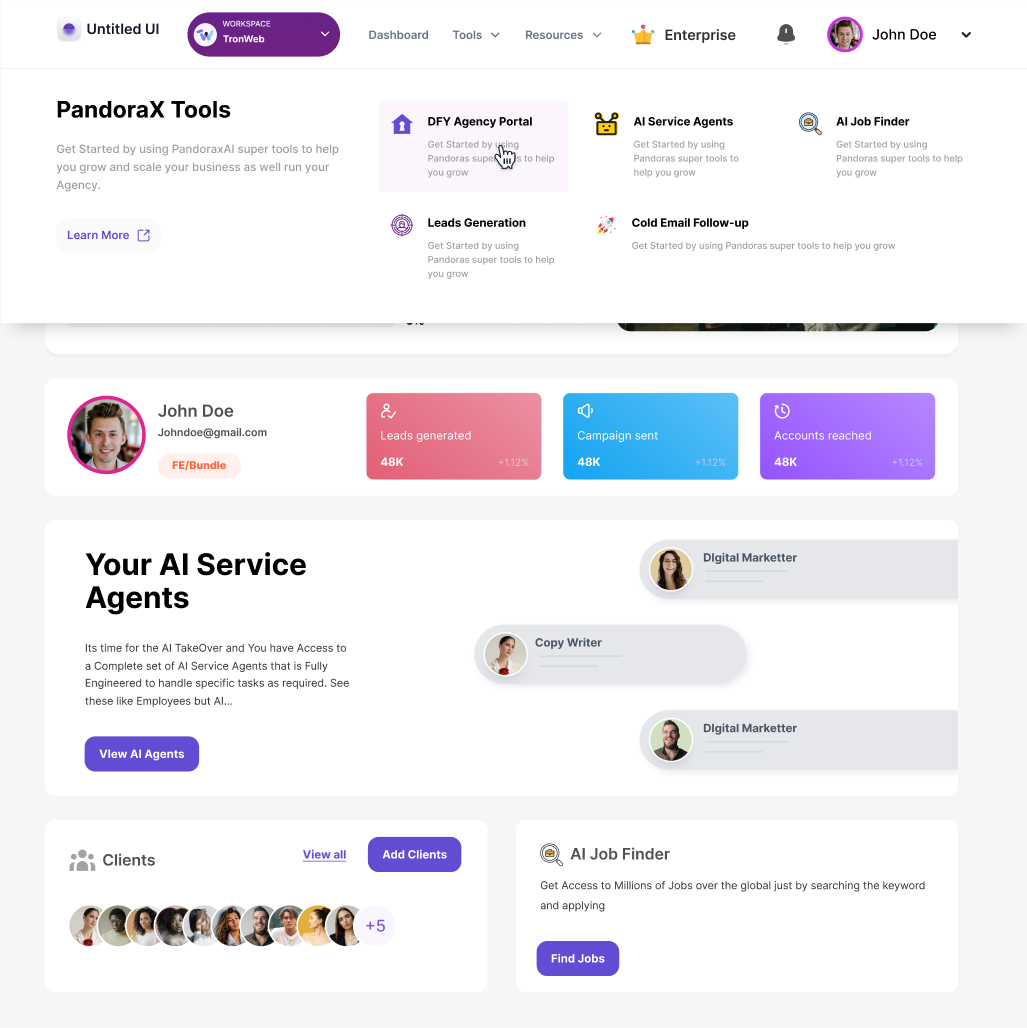 Untitled UI
WORKSPACE
TronWeb
Dashboard
Tools
Resources
Enterprise
John Doe
PandoraX Tools
Get Started by using PandoraxAI super tools to help
you grow and scale your business as well run your
Agency.
Learn More
DFY Agency Portal
Get Started by using
Pandoras super tools to help
you grow
AI Service Agents
Get Started by using
Pandoras super tools to
help you grow
AI Job Finder
Get Started by using
Pandoras super tools to help
you grow
Leads Generation
Get Started by using
Pandoras super tools to help
you grow
Cold Email Follow-up
Get Started by using Pandoras super tools to help you grow
John Doe
Johndoe@gmail.com
FE/Bundle
Leads generated
48K
+1.12%
Campaign sent
48K
+1.12%
Accounts reached
48K
+1.12%
Your AI Service
Agents
Its time for the AI TakeOver and You have Access to
a Complete set of AI Service Agents that is Fully
Engineered to handle specific tasks as required. See
these like Employees but AI...
VIew AI Agents
DIgital Marketter
Copy Writer
DIgital Marketter
Clients
View all
Add Clients
+5
AI Job Finder
Get Access to Millions of Jobs over the global just by searching the keyword
and applying
Find Jobs